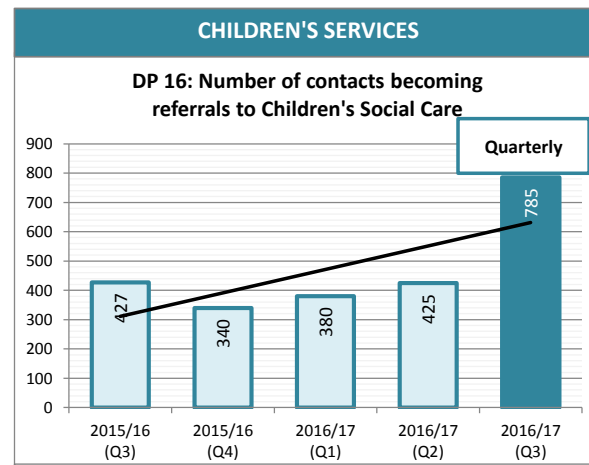 CHILDREN'S SERVICES
DP 16: Number of contacts becoming
referrals to Children's Social Care
Quarterly
900
800
700
600
500
400
300
200
100
0
427
340
380
425
785
2015/16
(Q3)
2015/16
(Q4)
2016/17
(Q1)
2016/17
(Q2)
2016/17
(Q3)